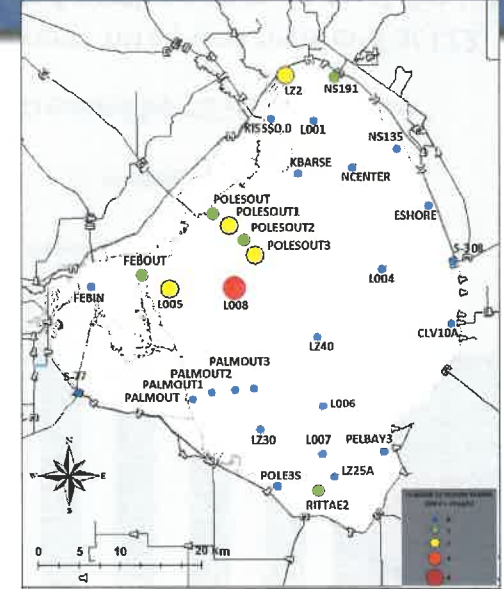 LZ2
NS191
KISSS0.0
L001
NS135
KBARSE
NCENTER
POLESOUT
POLESOUT1
POLESOUT2
POLESOUT3
ESHORE
S-308
FEBOUT
FEBIN
L005
L008
L004
CLV10A
LZ40
S-77
PALMOUT3
PALMOUT2
PALMOUT1
PALMOUT
L006
LZ30
L007
PELBAY3
LZ25A
POLE3S
RITTAE2
N
W
E
S
0 5 10 20 Km